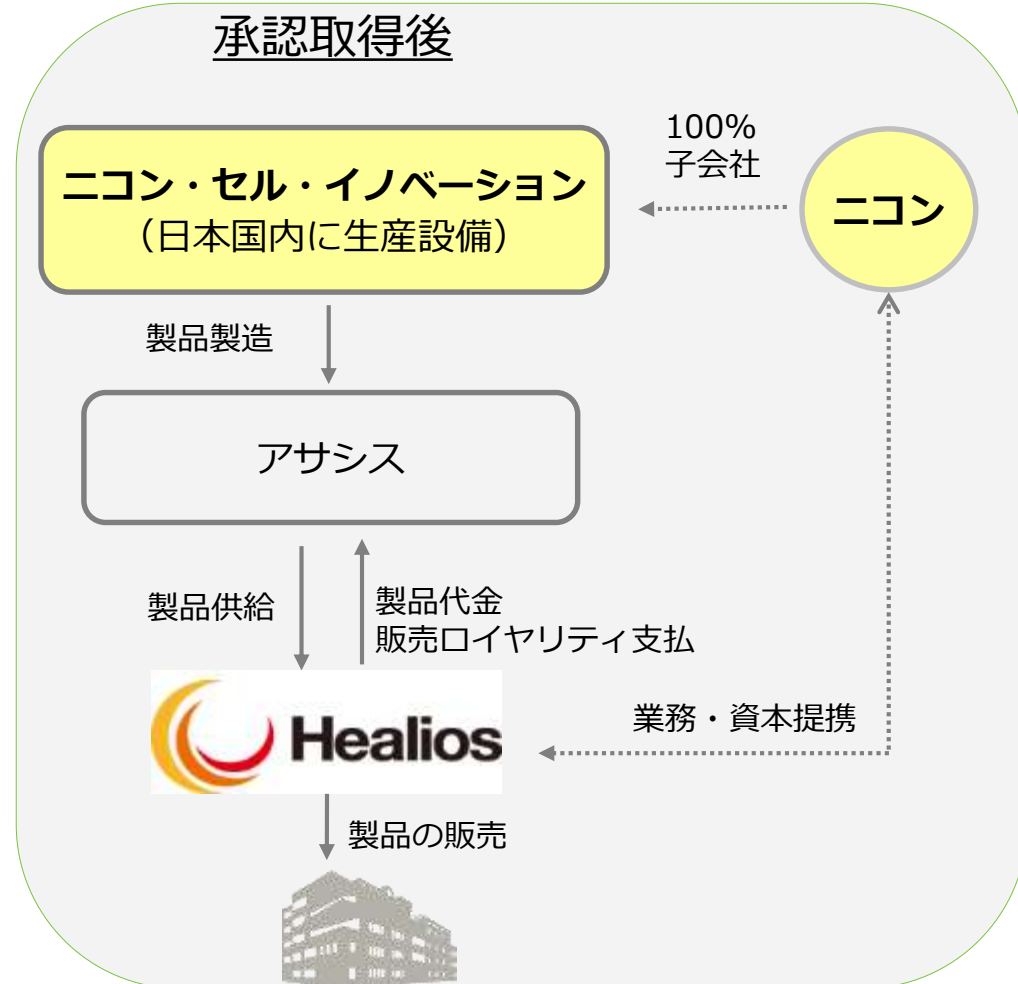 承認取得後
100%
子会社
ニコン・セル・イノベーション
（日本国内に生産設備）
ニコン
製品製造
アサシス
製品供給
製品代金
販売ロイヤリティ支払
Healios
業務・資本提携
製品の販売